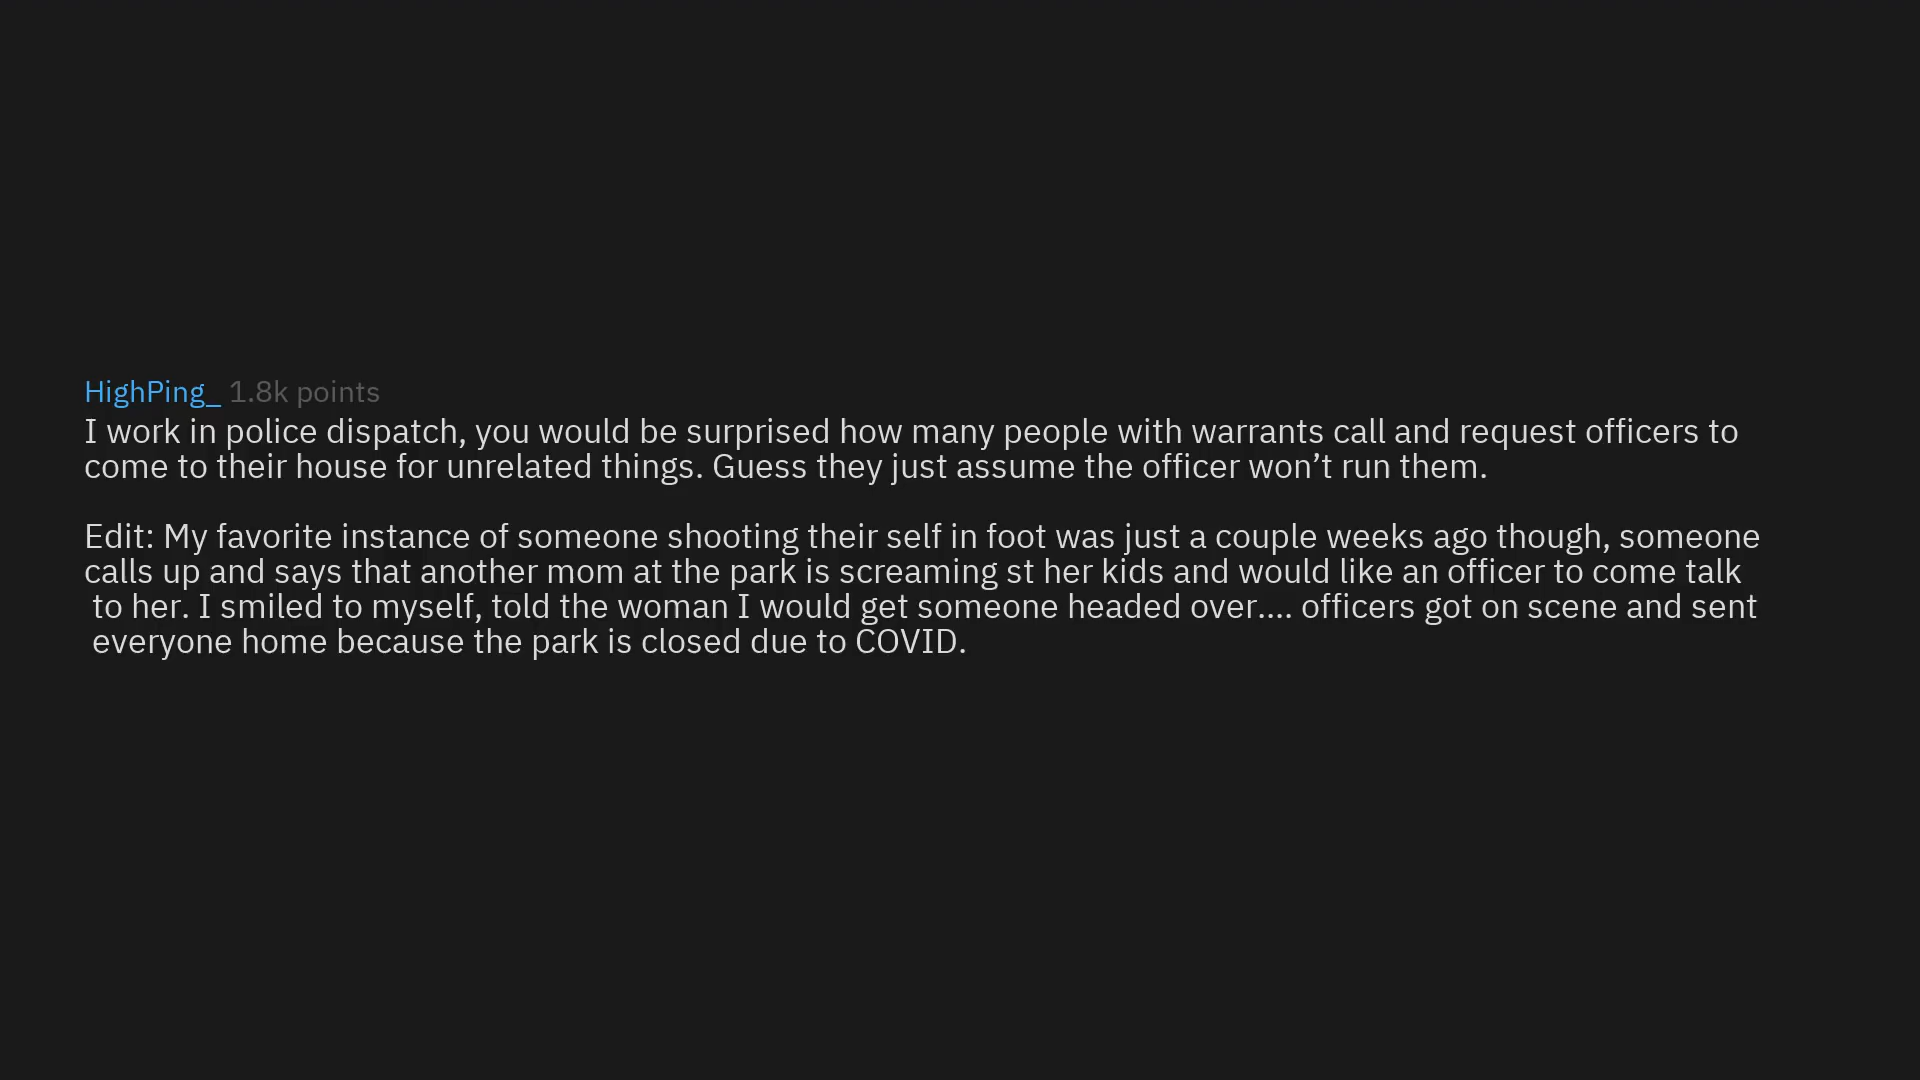 HighPing_ 1.8k points
I work in police dispatch, you would be surprised how many people with warrants call and request officers to
come to their house for unrelated things. Guess they just assume the officer won’t run them.
Edit: My favorite instance of someone shooting their self in foot was just a couple weeks ago though, someone
calls up and says that another mom at the park is screaming st her kids and would like an officer to come talk
to her. I smiled to myself, told the woman I would get someone headed over.... officers got on scene and sent
everyone home because the park is closed due to COVID.